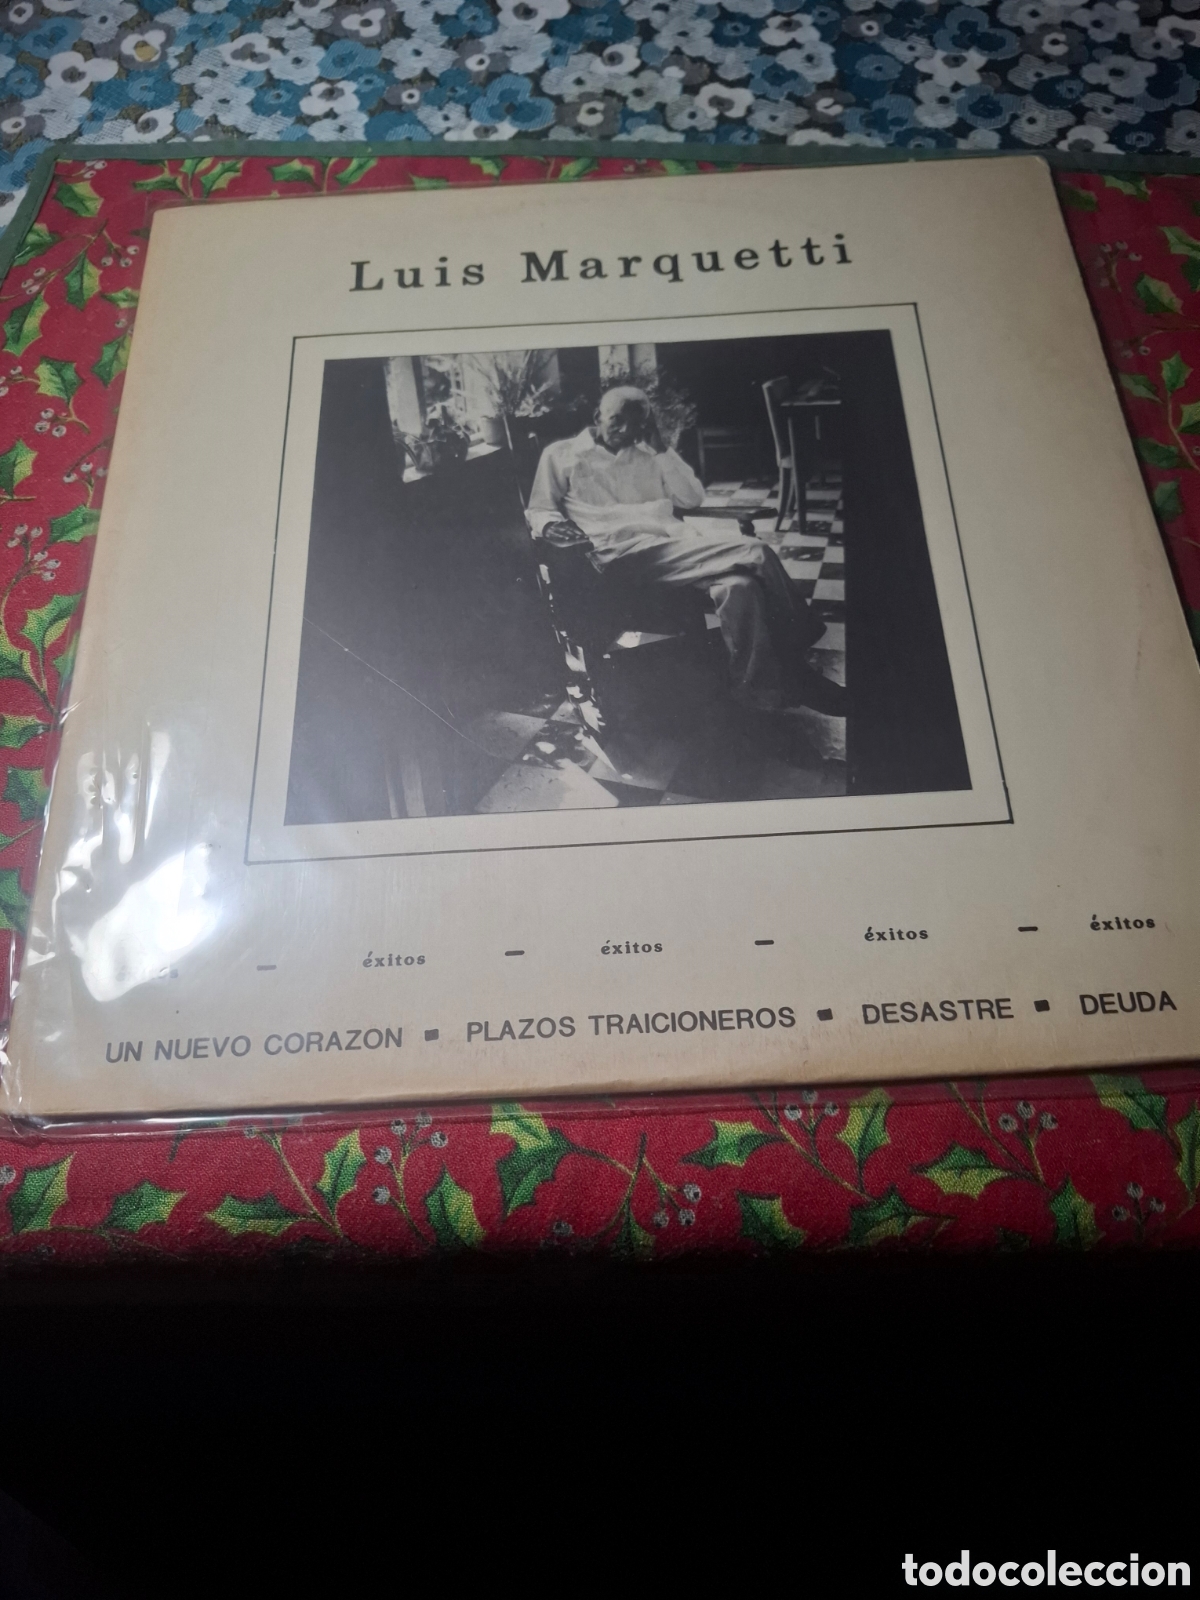 Luis Marquetti
– éxitos – éxitos – éxitos – éxitos
UN NUEVO CORAZON ▪ PLAZOS TRAICIONEROS ▪ DESASTRE ▪ DEUDA
todocoleccion